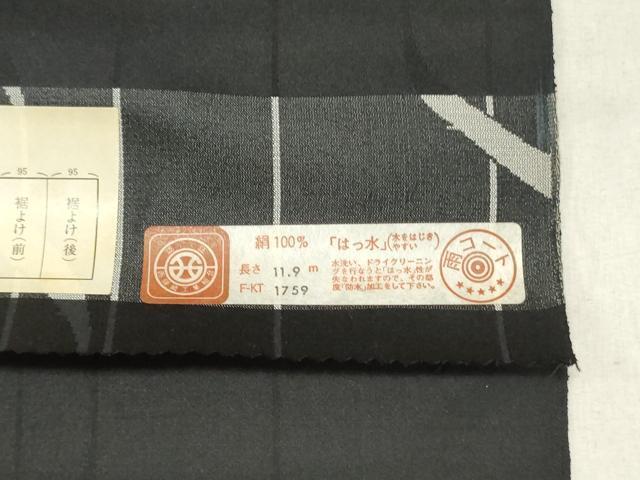 95
95
裾よけ(前)
裾よけ(後)
絹100%
長さ 11.9 m
F-KT 1759
「はっ水」(水をはじきやすい)
水洗い、ドライクリーニン
グを行なうと「はっ水」性が
失なわれますので、その都
度「防水」加工をして下さい。
雨コート